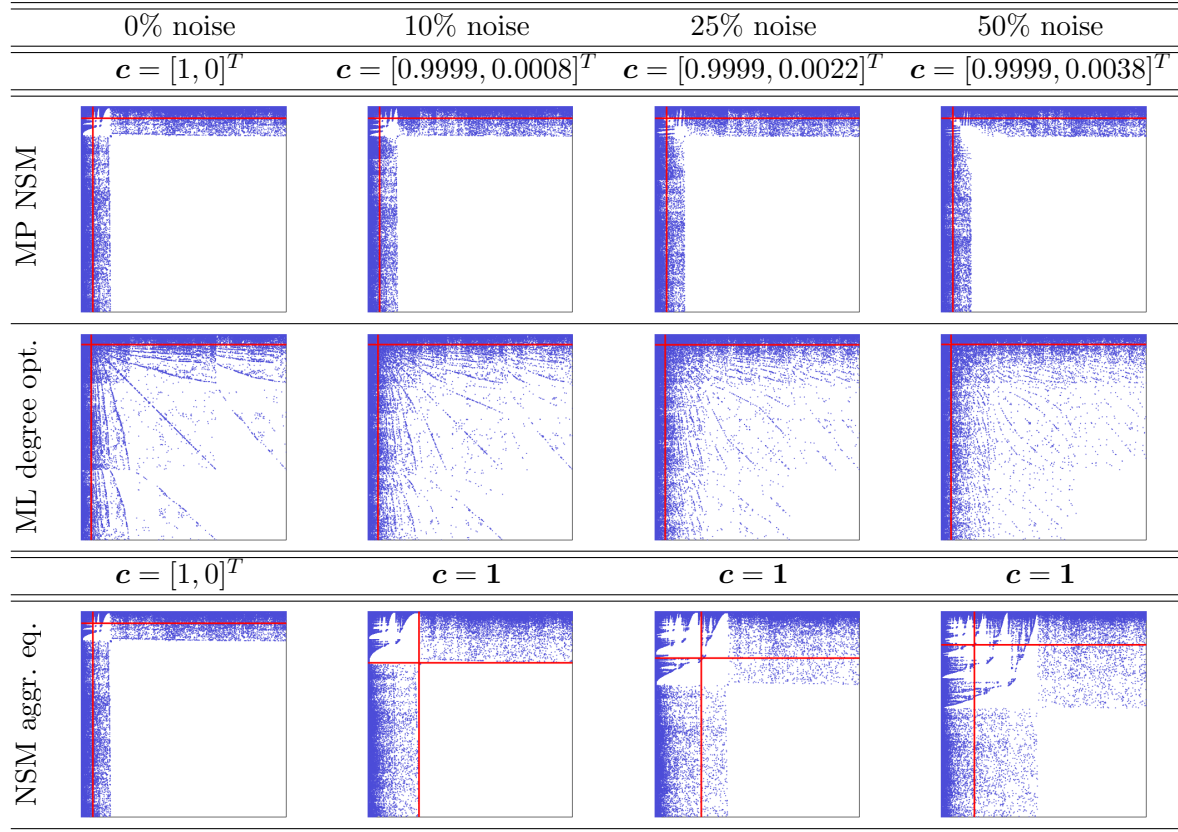 0% noise 10% noise 25% noise 50% noise
c = [1, 0]^T c = [0.9999, 0.0008]^T c = [0.9999, 0.0022]^T c = [0.9999, 0.0038]^T
MP NSM
ML degree opt.
c = [1, 0]^T c = 1 c = 1 c = 1
NSM aggr. eq.